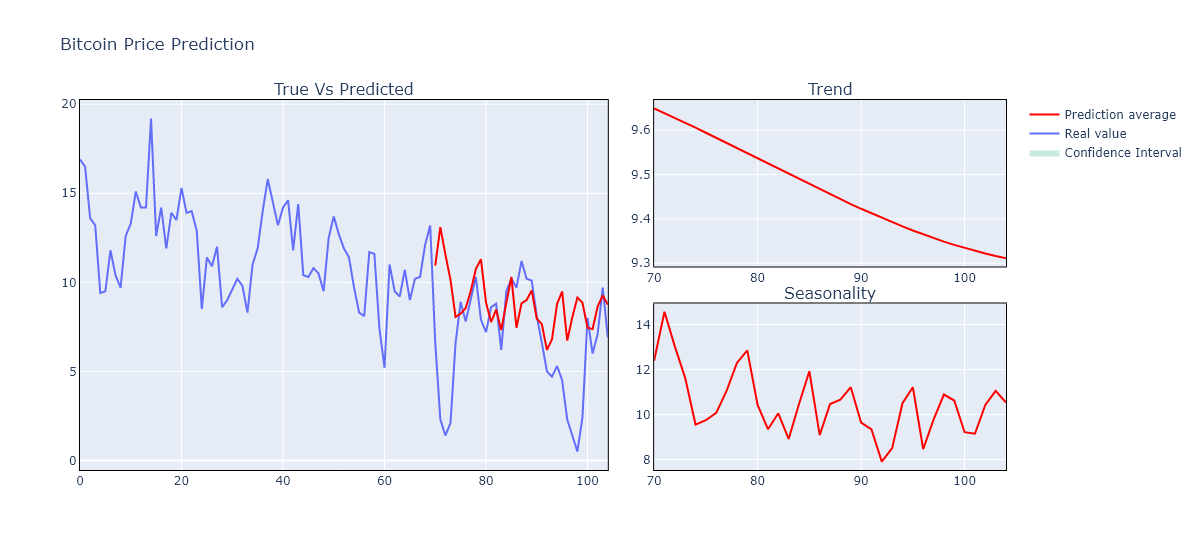 Bitcoin Price Prediction
True Vs Predicted
20
15
10
5
0
0 20 40 60 80 100
Trend
9.6
9.5
9.4
9.3
70 80 90 100
Seasonality
14
12
10
8
70 80 90 100
Prediction average
Real value
Confidence Interval